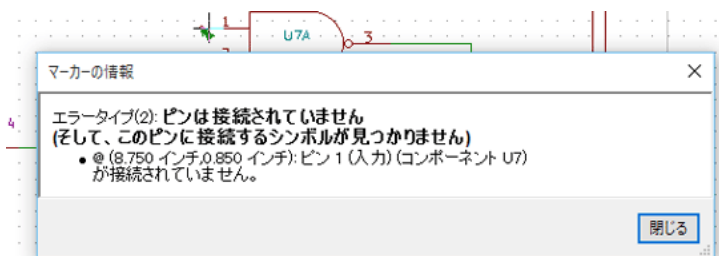 1
U7A
3
マーカーの情報
4
エラータイプ(2): ピンは接続されていません
(そして、このピンに接続するシンボルが見つかりません)
• @ (8.750 インチ,0.850 インチ): ピン 1 (入力) (コンポーネント U7)
が接続されていません。
閉じる